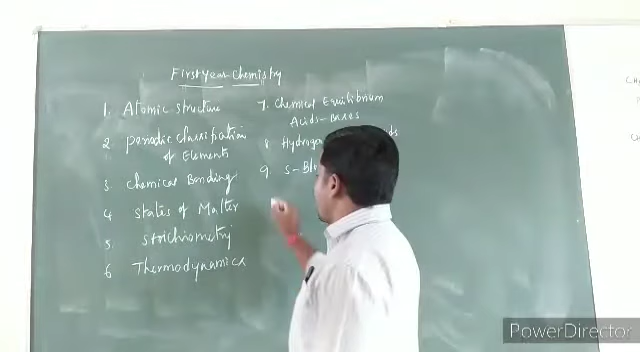 First year Chemistry
1. Atomic structure
2. periodic classification
of Elements
3. chemical Bonding
4 states of Matter
5. stoichiometry
6 Thermodynamics
7. Chemical Equilibrium
Acids-bases
8
9. S-Blo
PowerDirector